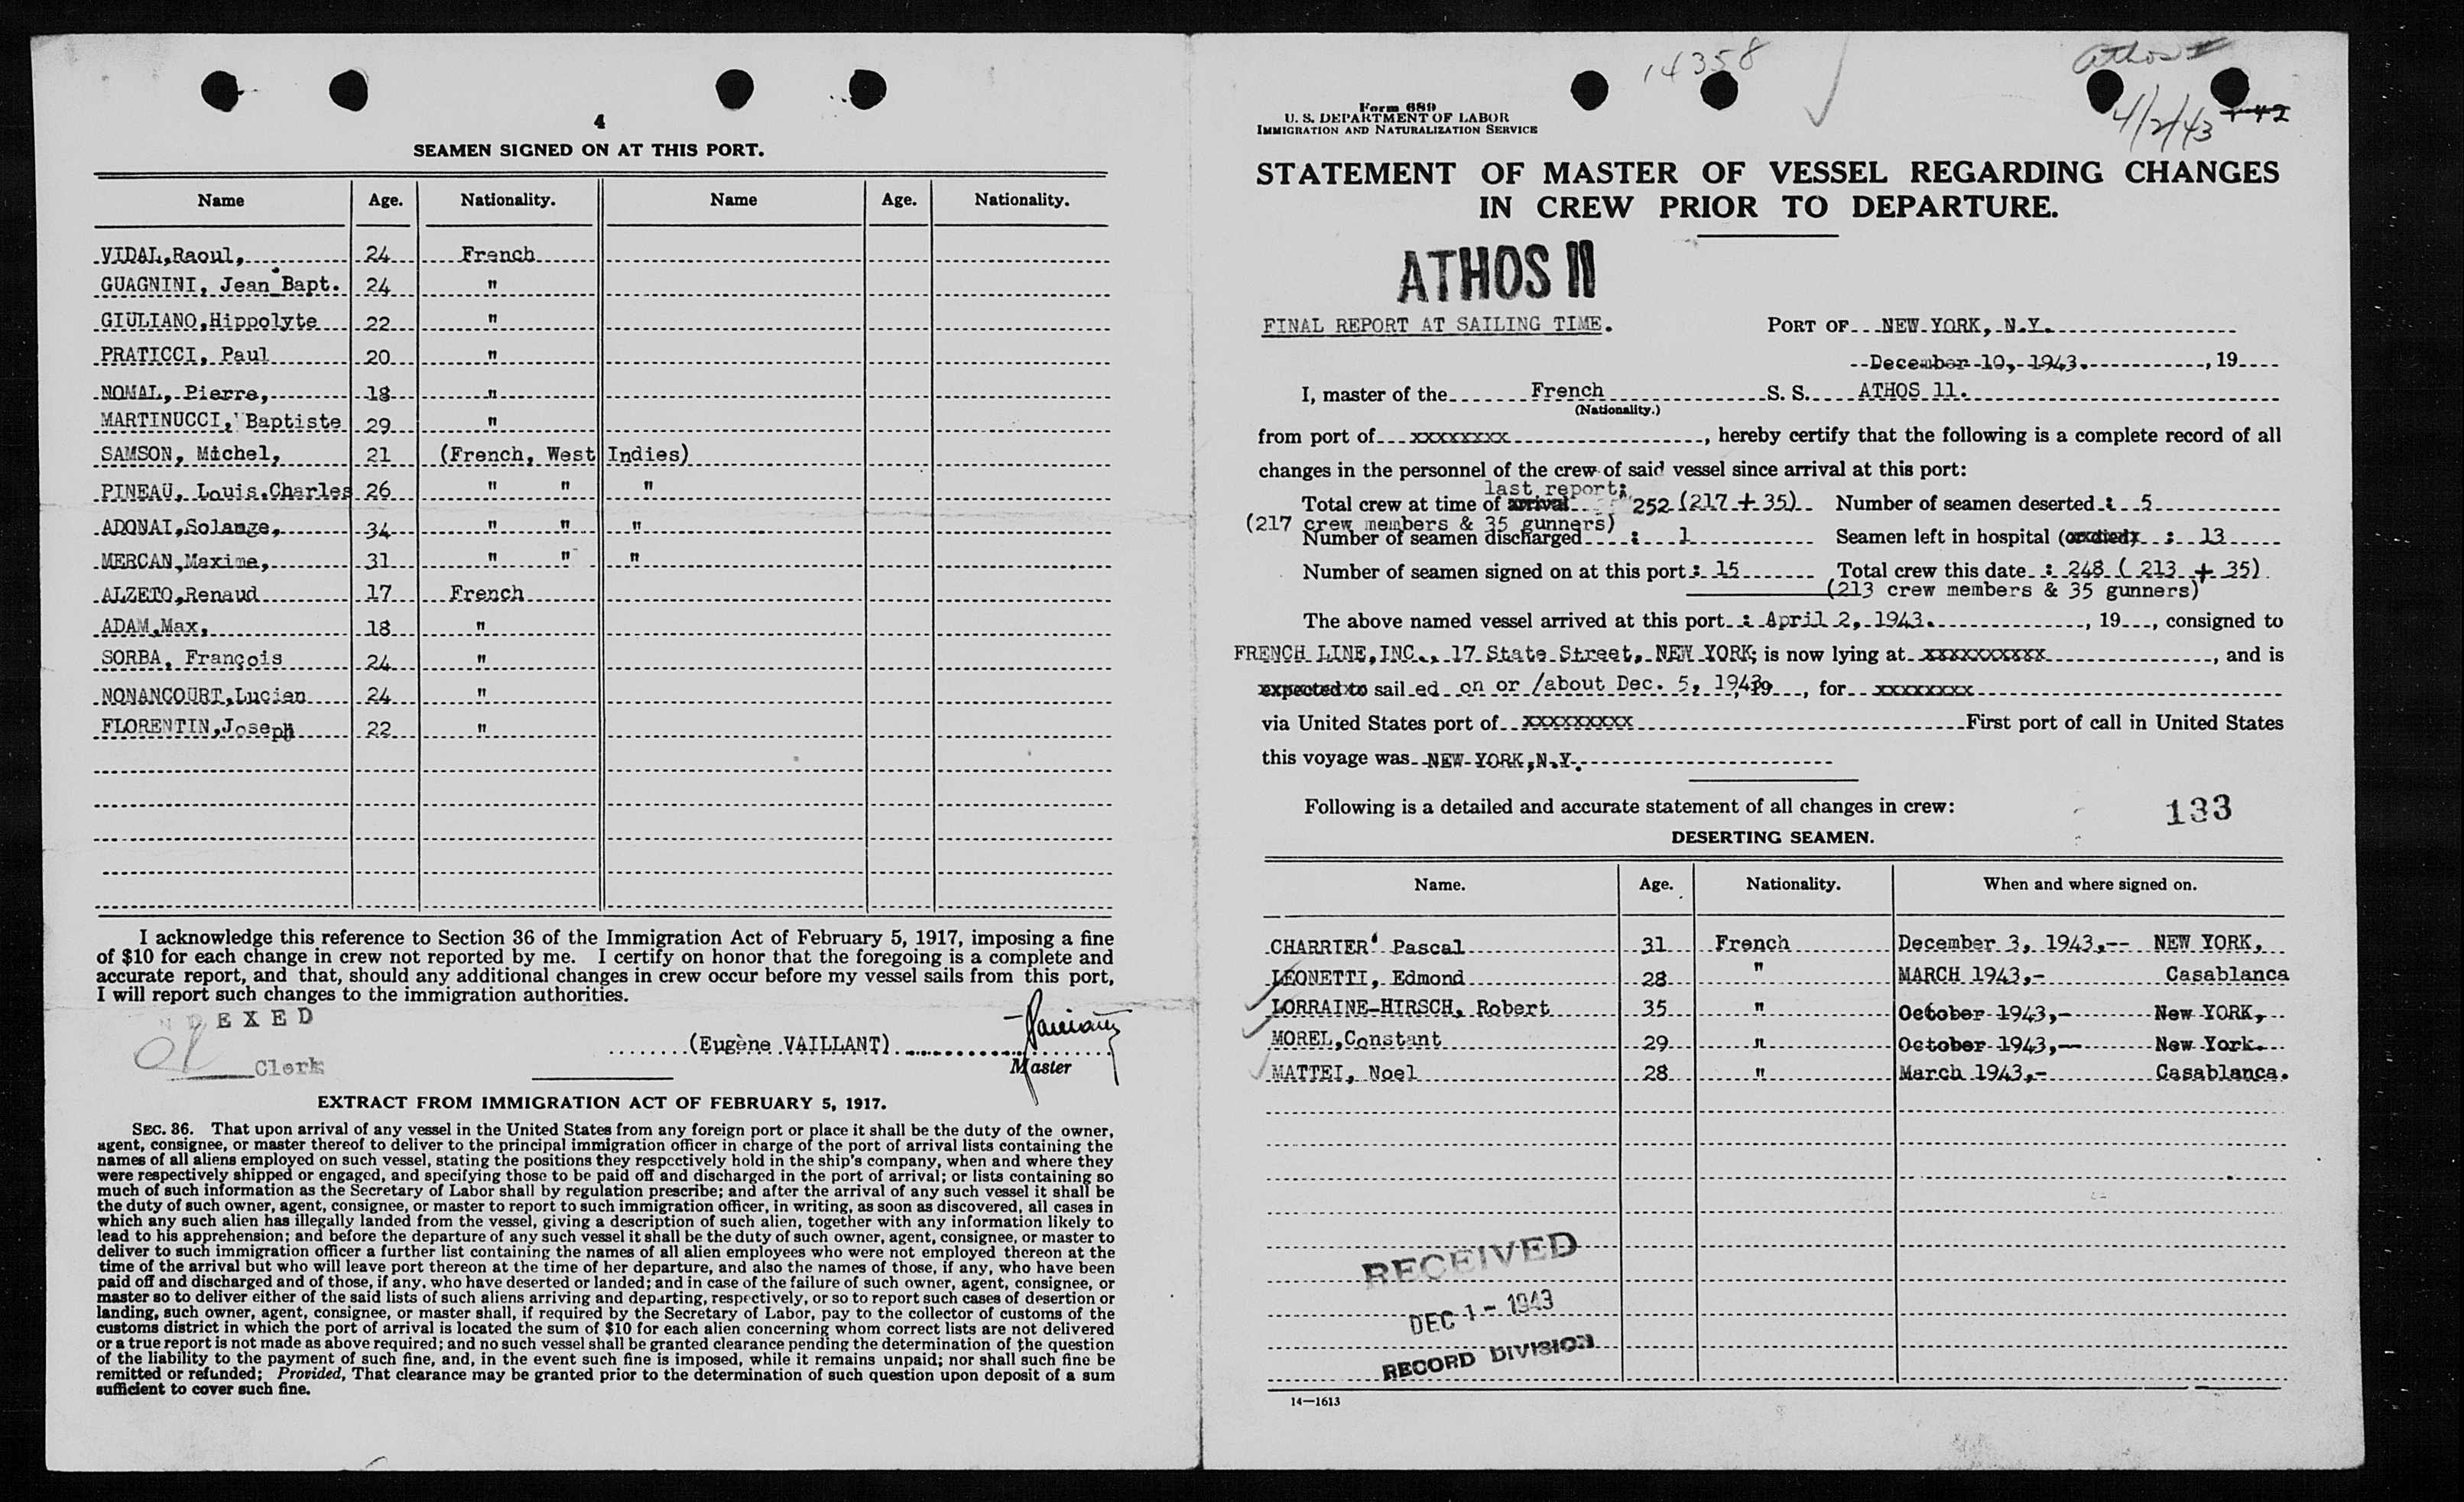 4
SEAMEN SIGNED ON AT THIS PORT.
Name Age. Nationality. Name Age. Nationality.
VIDAL,Raoul, 24 French
GUAGNINI, Jean Bapt. 24 "
GIULIANO,Hippolyte 22 "
PRATICCI, Paul 20 "
NOMAL, Pierre, 18 "
MARTINUCCI, Baptiste 29 "
SAMSON, Michel, 21 (French, West Indies)
PINEAU, Louis.Charles 26 " " "
ADONAI,Solange, 34 " " "
MERCAN,Maxime, 31 " " "
ALZETO,Renaud 17 French
ADAM,Max, 18 "
SORBA, François 24 "
NONANCOURT,Lucien 24 "
FLORENTIN,Joseph 22 "
I acknowledge this reference to Section 36 of the Immigration Act of February 5, 1917, imposing a fine
of $10 for each change in crew not reported by me. I certify on honor that the foregoing is a complete and
accurate report, and that, should any additional changes in crew occur before my vessel sails from this port,
I will report such changes to the immigration authorities.
NDEXED
Clerk
(Eugène VAILLANT)
Master
EXTRACT FROM IMMIGRATION ACT OF FEBRUARY 5, 1917.
SEC. 36. That upon arrival of any vessel in the United States from any foreign port or place it shall be the duty of the owner,
agent, consignee, or master thereof to deliver to the principal immigration officer in charge of the port of arrival lists containing the
names of all aliens employed on such vessel, stating the positions they respectively hold in the ship's company, when and where they
were respectively shipped or engaged, and specifying those to be paid off and discharged in the port of arrival; or lists containing so
much of such information as the Secretary of Labor shall by regulation prescribe; and after the arrival of any such vessel it shall be
the duty of such owner, agent, consignee, or master to report to such immigration officer, in writing, as soon as discovered, all cases in
which any such alien has illegally landed from the vessel, giving a description of such alien, together with any information likely to
lead to his apprehension; and before the departure of any such vessel it shall be the duty of such owner, agent, consignee, or master to
deliver to such immigration officer a further list containing the names of all alien employees who were not employed thereon at the
time of the arrival but who will leave port thereon at the time of her departure, and also the names of those, if any, who have been
paid off and discharged and of those, if any, who have deserted or landed; and in case of the failure of such owner, agent, consignee, or
master so to deliver either of the said lists of such aliens arriving and departing, respectively, or so to report such cases of desertion or
landing, such owner, agent, consignee, or master shall, if required by the Secretary of Labor, pay to the collector of customs of the
customs district in which the port of arrival is located the sum of $10 for each alien concerning whom correct lists are not delivered
or a true report is not made as above required; and no such vessel shall be granted clearance pending the determination of the question
of the liability to the payment of such fine, and, in the event such fine is imposed, while it remains unpaid; nor shall such fine be
remitted or refunded; Provided, That clearance may be granted prior to the determination of such question upon deposit of a sum
sufficient to cover such fine.
14358
Athos II
4/2/43
Form 689
U. S. DEPARTMENT OF LABOR
IMMIGRATION AND NATURALIZATION SERVICE
STATEMENT OF MASTER OF VESSEL REGARDING CHANGES
IN CREW PRIOR TO DEPARTURE.
ATHOS II
FINAL REPORT AT SAILING TIME. PORT OF NEW YORK, N.Y.
December 10, 1943. , 19
I, master of the French S. S. ATHOS 11.
(Nationality.)
from port of xxxxxxxx , hereby certify that the following is a complete record of all
changes in the personnel of the crew of said vessel since arrival at this port:
last report:
Total crew at time of arrival 252 (217 + 35) Number of seamen deserted : 5
(217 crew members & 35 gunners)
Number of seamen discharged : 1 Seamen left in hospital (or died) : 13
Number of seamen signed on at this port : 15 Total crew this date : 248 ( 213 + 35)
(213 crew members & 35 gunners)
The above named vessel arrived at this port : April 2, 1943. , 19 , consigned to
FRENCH LINE,INC., 17 State Street, NEW YORK; is now lying at xxxxxxxxxx , and is
expected to sail ed on or /about Dec. 5, 1943, 19 , for xxxxxxxx
via United States port of xxxxxxxxx First port of call in United States
this voyage was NEW YORK,N.Y.
Following is a detailed and accurate statement of all changes in crew: 133
DESERTING SEAMEN.
Name. Age. Nationality. When and where signed on.
CHARRIER' Pascal 31 French December 3, 1943,-- NEW YORK,
LEONETTI, Edmond 28 " MARCH 1943,- Casablanca
LORRAINE-HIRSCH, Robert 35 " October 1943,- New YORK,
MOREL,Constant 29 " October 1943,— New York.
MATTEI, Noel 28 " March 1943,- Casablanca.
RECEIVED
DEC 1 - 1943
RECORD DIVISION
14—1613